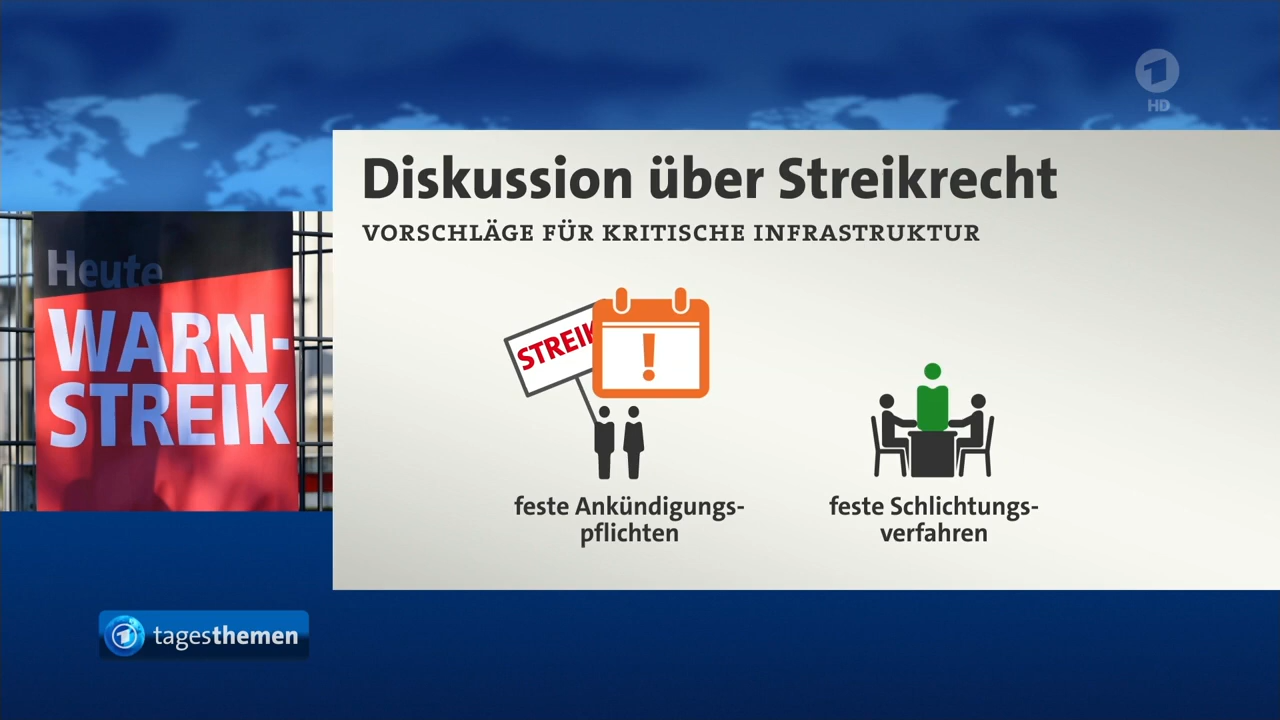 HD
Diskussion über Streikrecht
VORSCHLÄGE FÜR KRITISCHE INFRASTRUKTUR
Heute
WARN-
STREIK
STREIK
!
feste Ankündigungs-
pflichten
feste Schlichtungs-
verfahren
1 tagesthemen